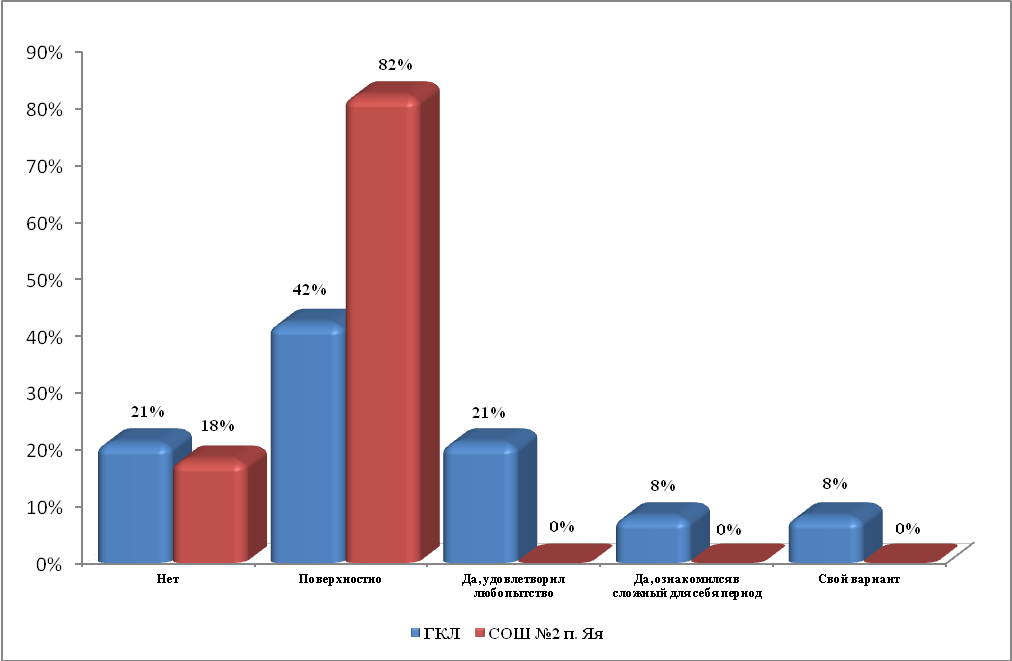 90%
80%
70%
60%
50%
40%
30%
20%
10%
0%
21%
18%
42%
82%
21%
0%
8%
0%
8%
0%
Нет
Поверхностно
Да, удовлетворил
любопытство
Да, ознакомился в
сложный для себя период
Свой вариант
ГКЛ
СОШ №2 п. Яя